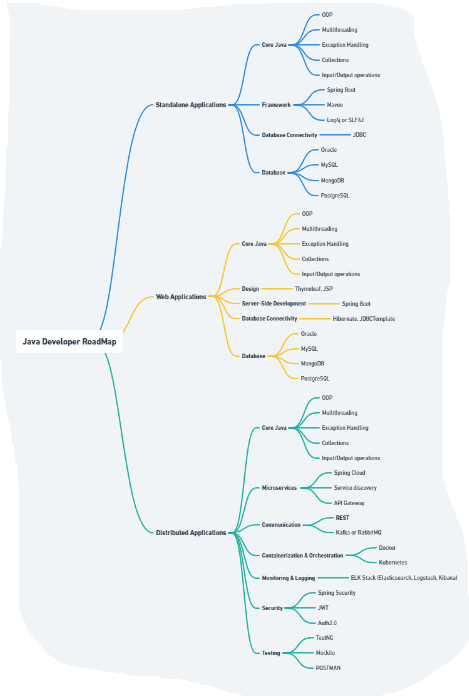 Java Developer RoadMap
Standalone Applications
Core Java
OOP
Multithreading
Exception Handling
Collections
Input/Output operations
Framework
Spring Boot
Maven
Log4j or SLF4J
Database Connectivity
JDBC
Database
Oracle
MySQL
MongoDB
PostgreSQL
Web Applications
Core Java
OOP
Multithreading
Exception Handling
Collections
Input/Output operations
Design
Thymeleaf, JSP
Server-Side Development
Spring Boot
Database Connectivity
Hibernate, JDBCTemplate
Database
Oracle
MySQL
MongoDB
PostgreSQL
Distributed Applications
Core Java
OOP
Multithreading
Exception Handling
Collections
Input/Output operations
Microservices
Spring Cloud
Service discovery
API Gateway
Communication
REST
Kafka or RabbitMQ
Containerization & Orchestration
Docker
Kubernetes
Monitoring & Logging
ELK Stack (Elasticsearch, Logstash, Kibana)
Security
Spring Security
JWT
Auth2.0
Testing
TestNG
Mockito
POSTMAN